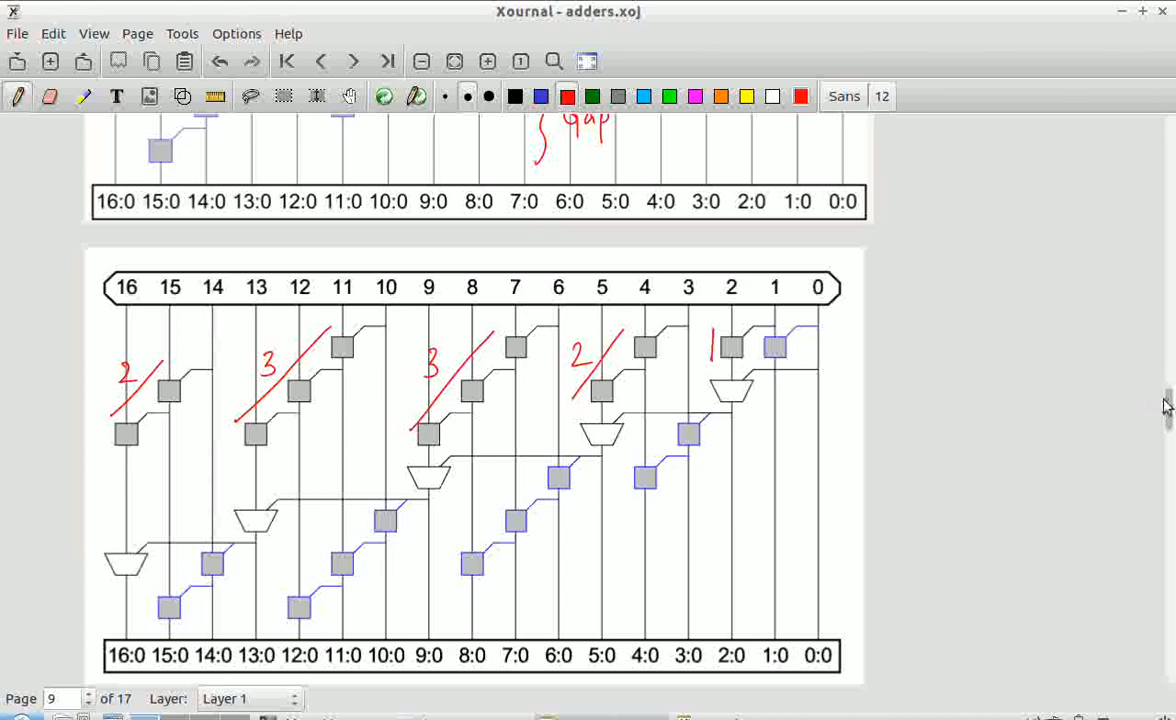 Xournal - adders.xoj
File Edit View Page Tools Options Help
Sans 12
Gap
16:0 15:0 14:0 13:0 12:0 11:0 10:0 9:0 8:0 7:0 6:0 5:0 4:0 3:0 2:0 1:0 0:0
16 15 14 13 12 11 10 9 8 7 6 5 4 3 2 1 0
2 3 3 2 1
16:0 15:0 14:0 13:0 12:0 11:0 10:0 9:0 8:0 7:0 6:0 5:0 4:0 3:0 2:0 1:0 0:0
Page 9 of 17 Layer: Layer 1